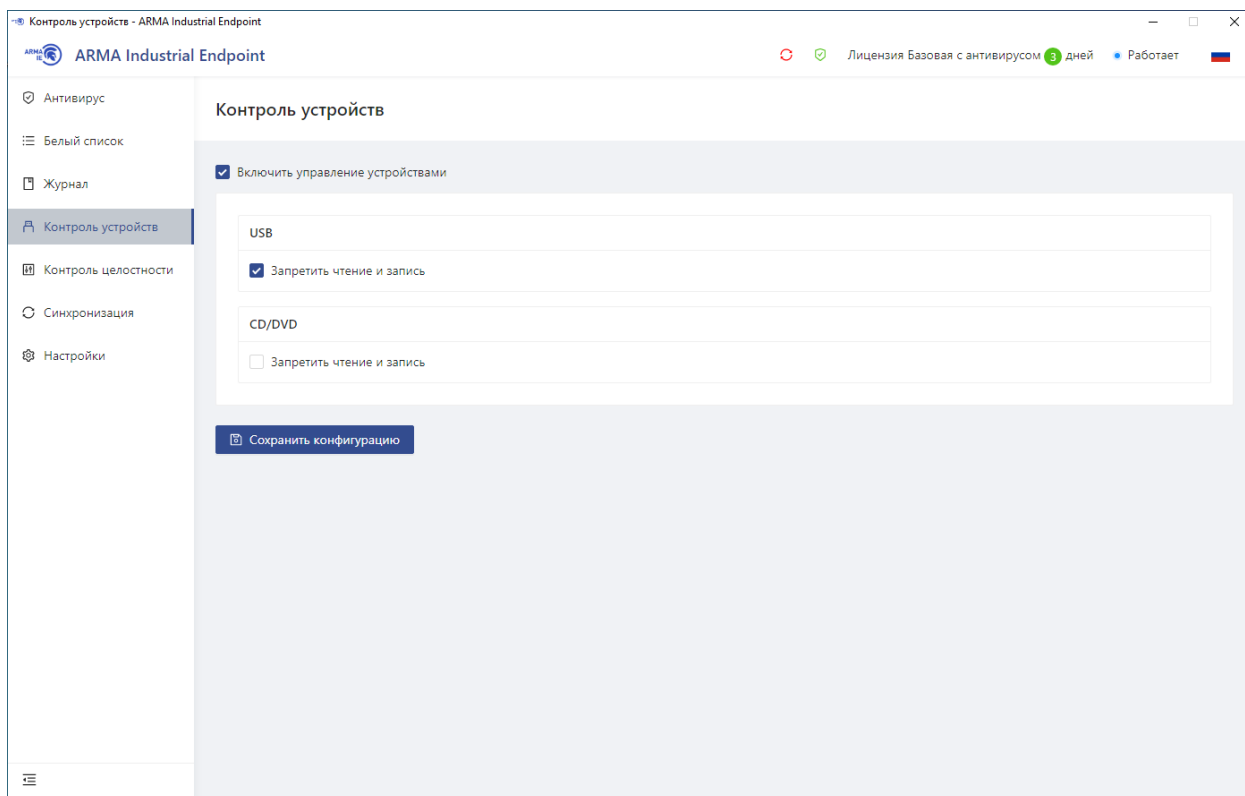 Контроль устройств - ARMA Industrial Endpoint
ARMA IE
ARMA Industrial Endpoint
Лицензия Базовая с антивирусом 3 дней
Работает
Антивирус
Белый список
Журнал
Контроль устройств
Контроль целостности
Синхронизация
Настройки
Контроль устройств
Включить управление устройствами
USB
Запретить чтение и запись
CD/DVD
Запретить чтение и запись
Сохранить конфигурацию